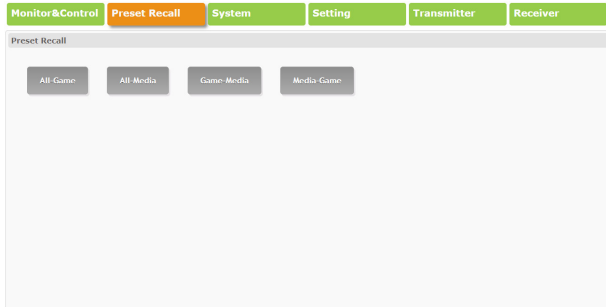 Monitor&Control Preset Recall System Setting Transmitter Receiver
Preset Recall
All-Game All-Media Game-Media Media-Game